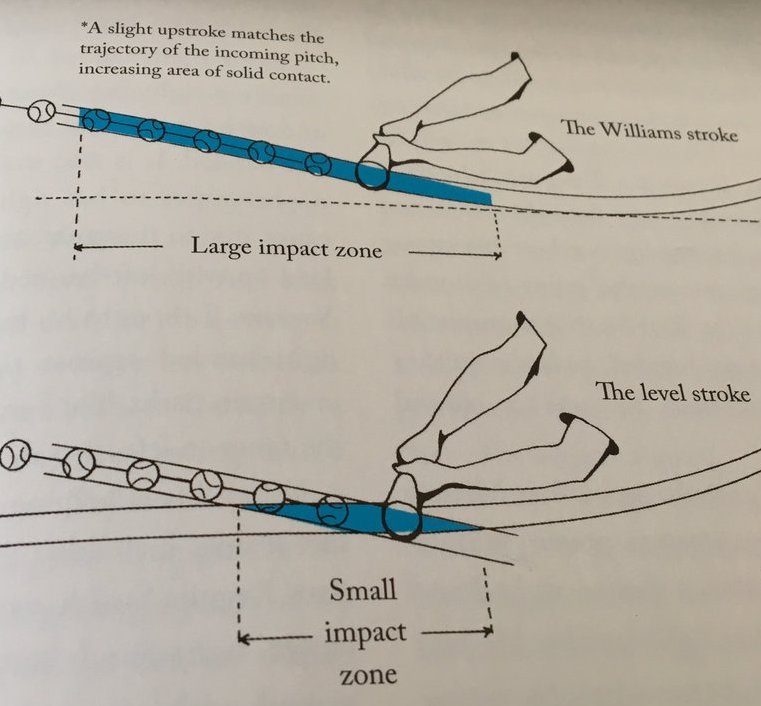 *A slight upstroke matches the
trajectory of the incoming pitch,
increasing area of solid contact.
The Williams stroke
Large impact zone
The level stroke
Small
impact
zone